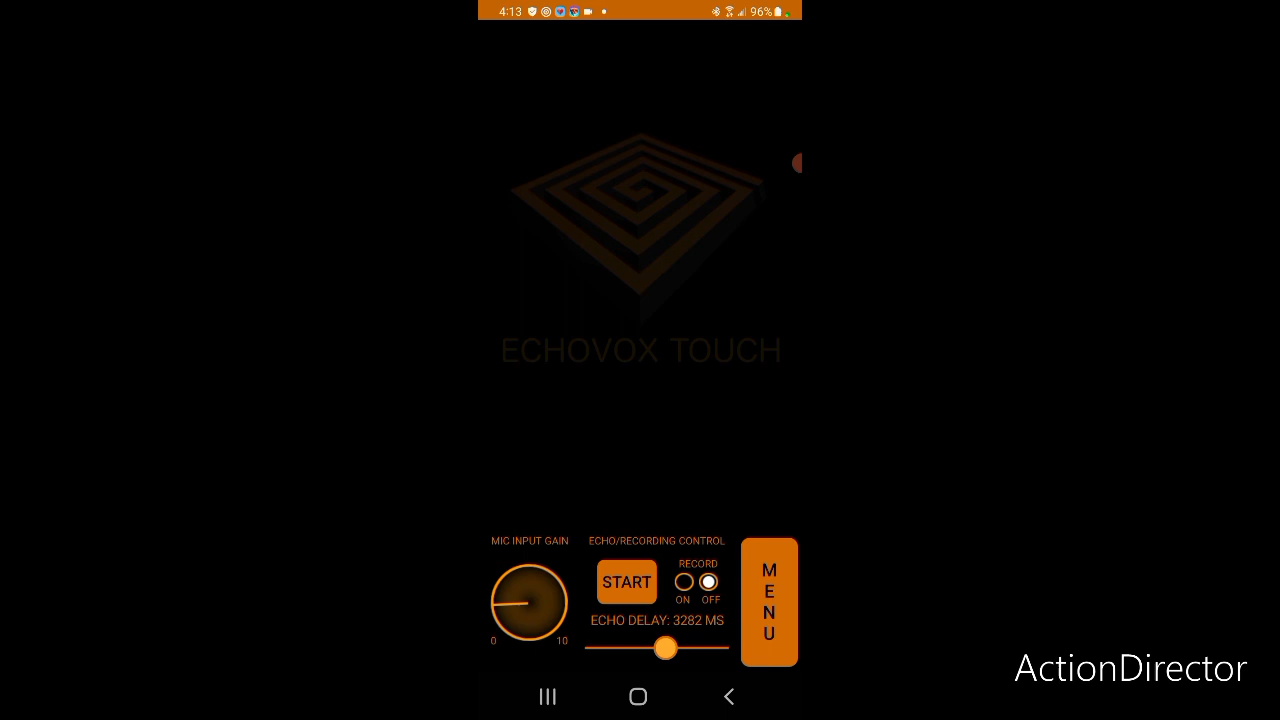 4:13
96%
ECHOVOX TOUCH
MIC INPUT GAIN
ECHO/RECORDING CONTROL
START
RECORD
ON OFF
ECHO DELAY: 3282 MS
0 10
M
E
N
U
ActionDirector